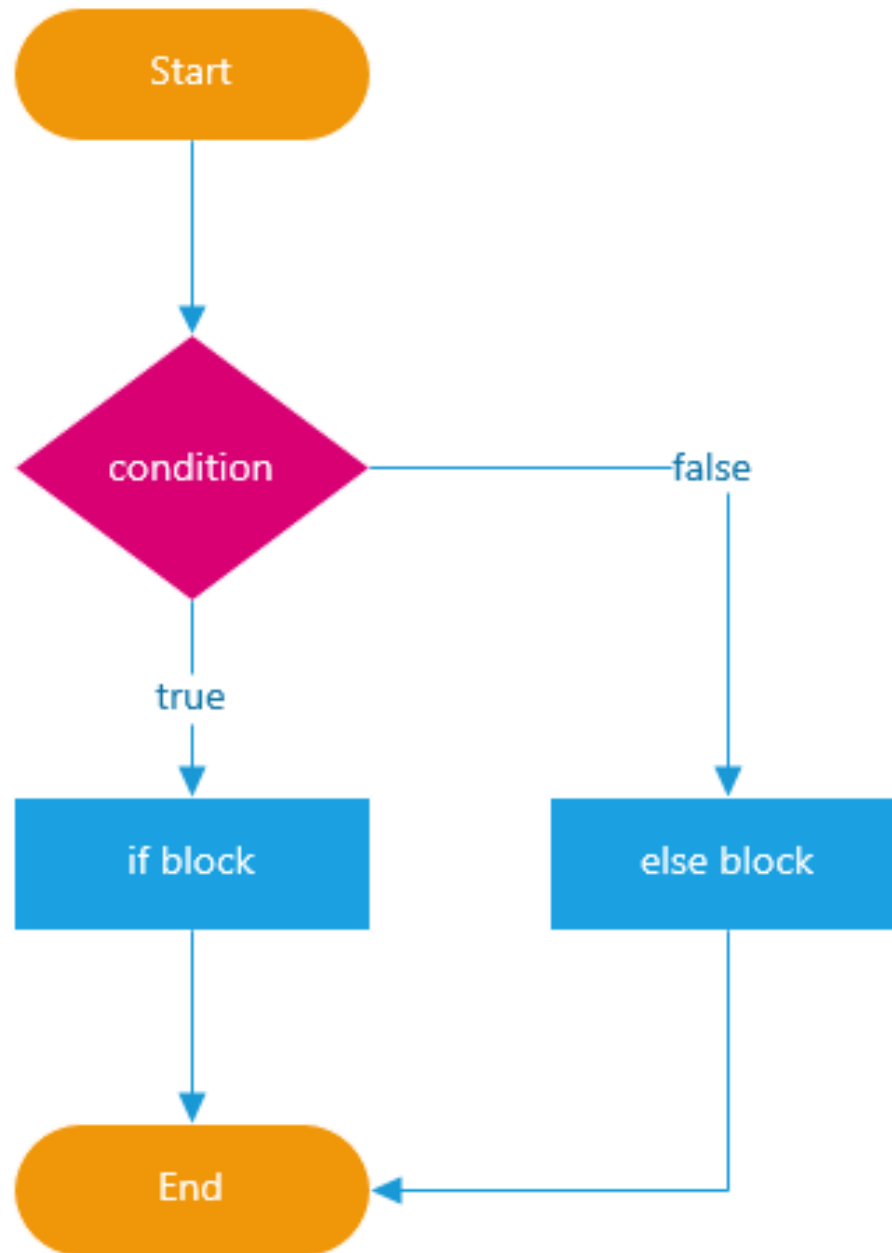 Start
condition
false
true
if block
else block
End